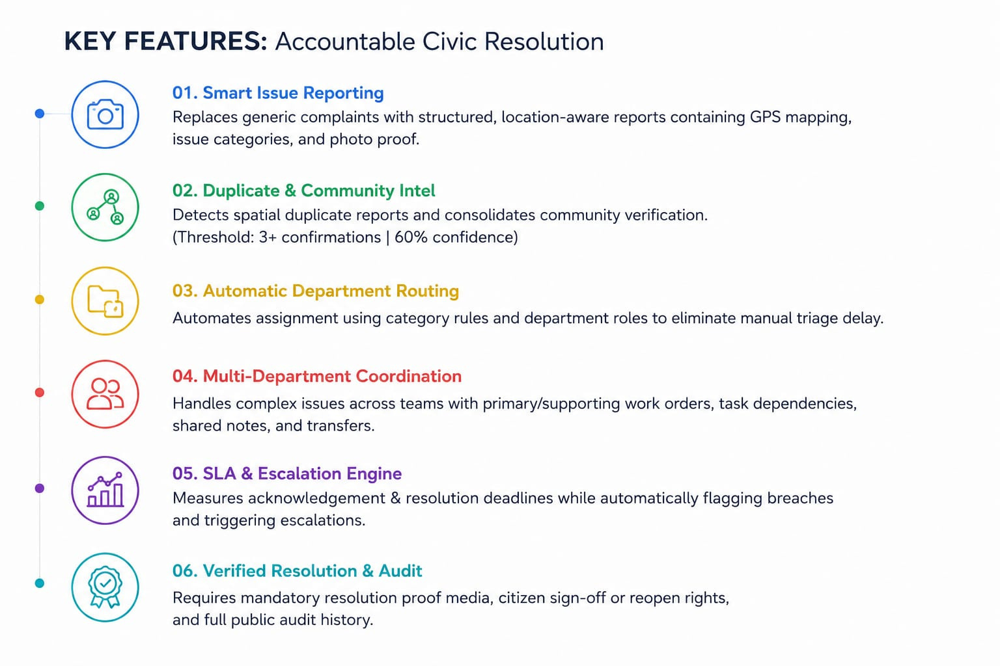 KEY FEATURES: Accountable Civic Resolution
01. Smart Issue Reporting
Replaces generic complaints with structured, location-aware reports containing GPS mapping,
issue categories, and photo proof.
02. Duplicate & Community Intel
Detects spatial duplicate reports and consolidates community verification.
(Threshold: 3+ confirmations | 60% confidence)
03. Automatic Department Routing
Automates assignment using category rules and department roles to eliminate manual triage delay.
04. Multi-Department Coordination
Handles complex issues across teams with primary/supporting work orders, task dependencies,
shared notes, and transfers.
05. SLA & Escalation Engine
Measures acknowledgement & resolution deadlines while automatically flagging breaches
and triggering escalations.
06. Verified Resolution & Audit
Requires mandatory resolution proof media, citizen sign-off or reopen rights,
and full public audit history.